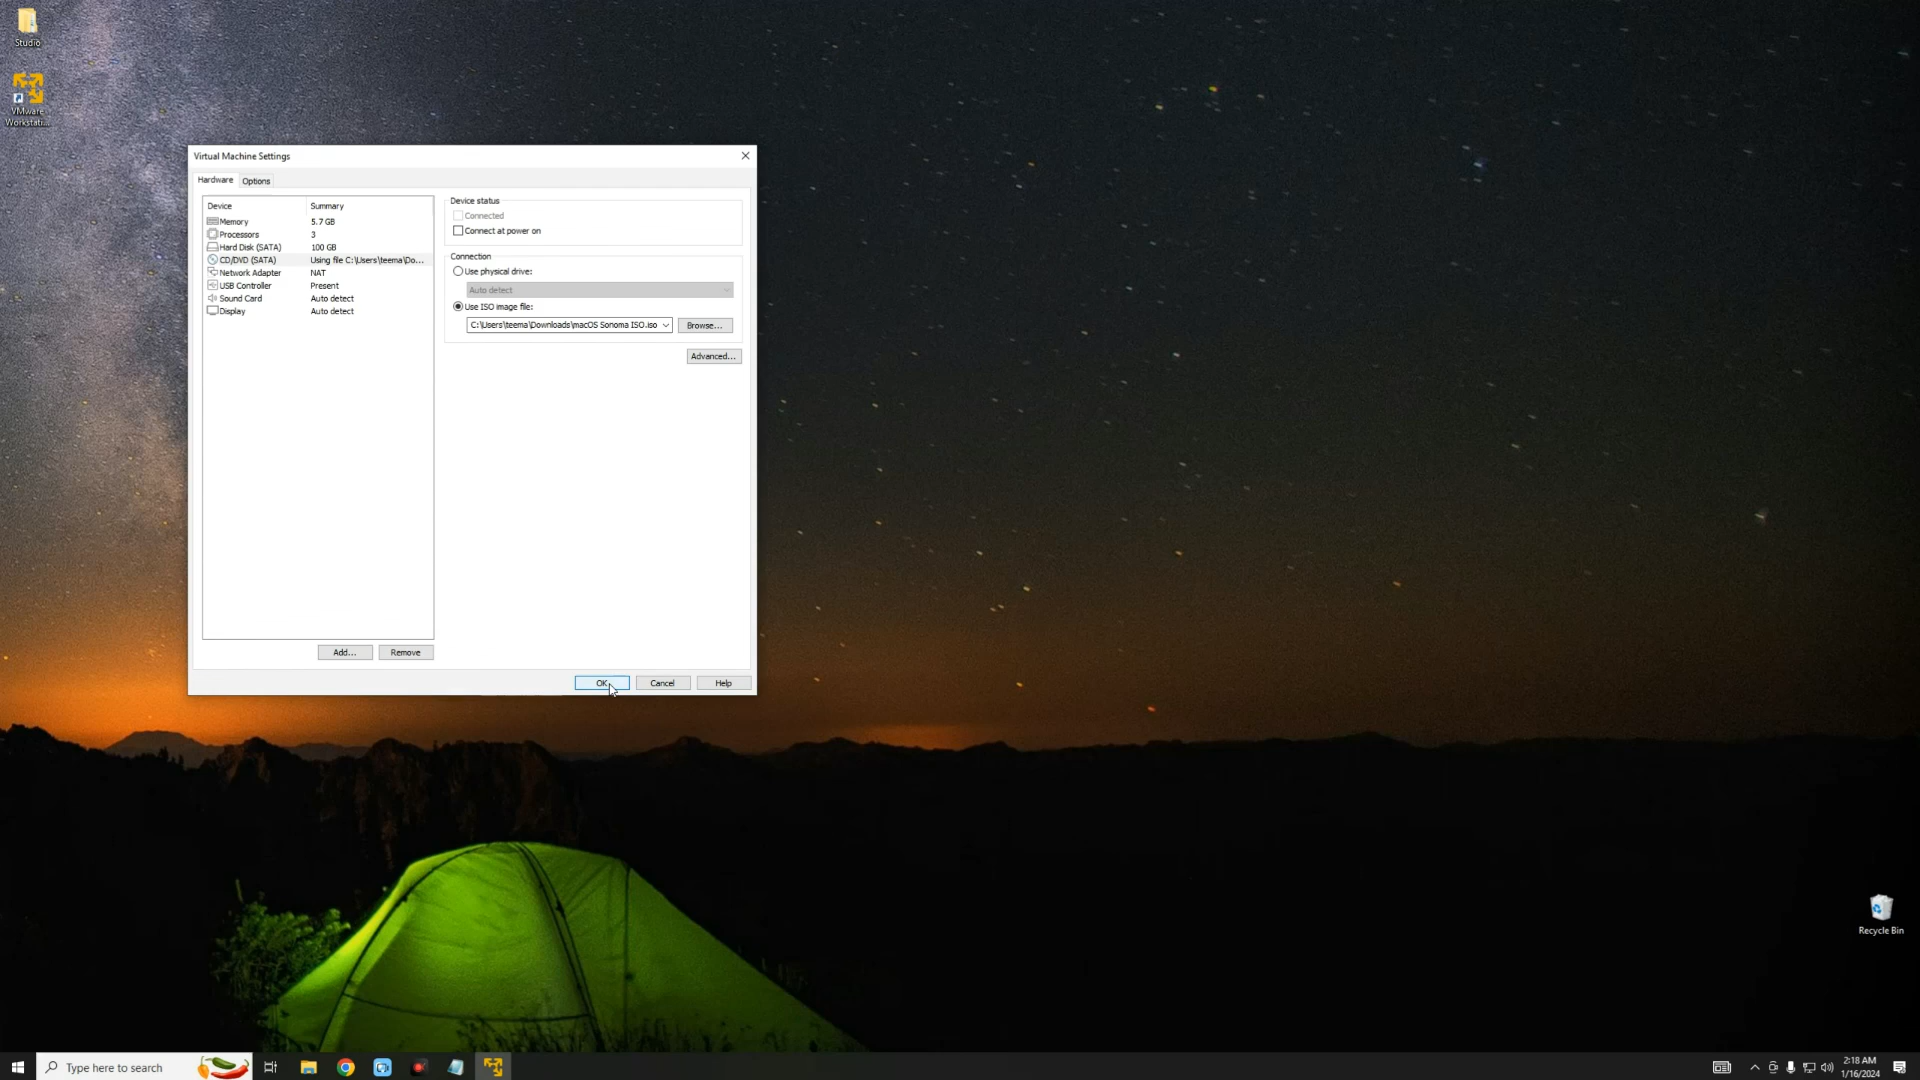 Studio
VMware
Workstati...
Virtual Machine Settings
Hardware
Options
Device
Summary
Memory
5.7 GB
Processors
3
Hard Disk (SATA)
100 GB
CD/DVD (SATA)
Using file C:\Users\teema\Do...
Network Adapter
NAT
USB Controller
Present
Sound Card
Auto detect
Display
Auto detect
Device status
Connected
Connect at power on
Connection
Use physical drive:
Auto detect
Use ISO image file:
C:\Users\teema\Downloads\macOS Sonoma ISO.iso
Browse...
Advanced...
Add...
Remove
OK
Cancel
Help
Recycle Bin
Type here to search
2:18 AM
1/16/2024